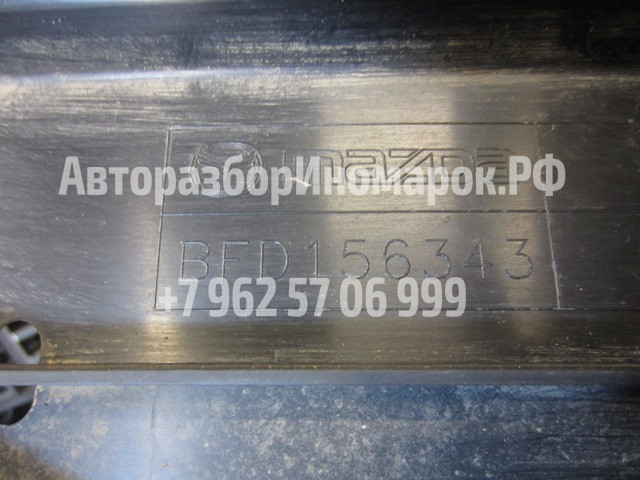 mazda
АвторазборИномарок.РФ
BFD156343
+7 962 57 06 999